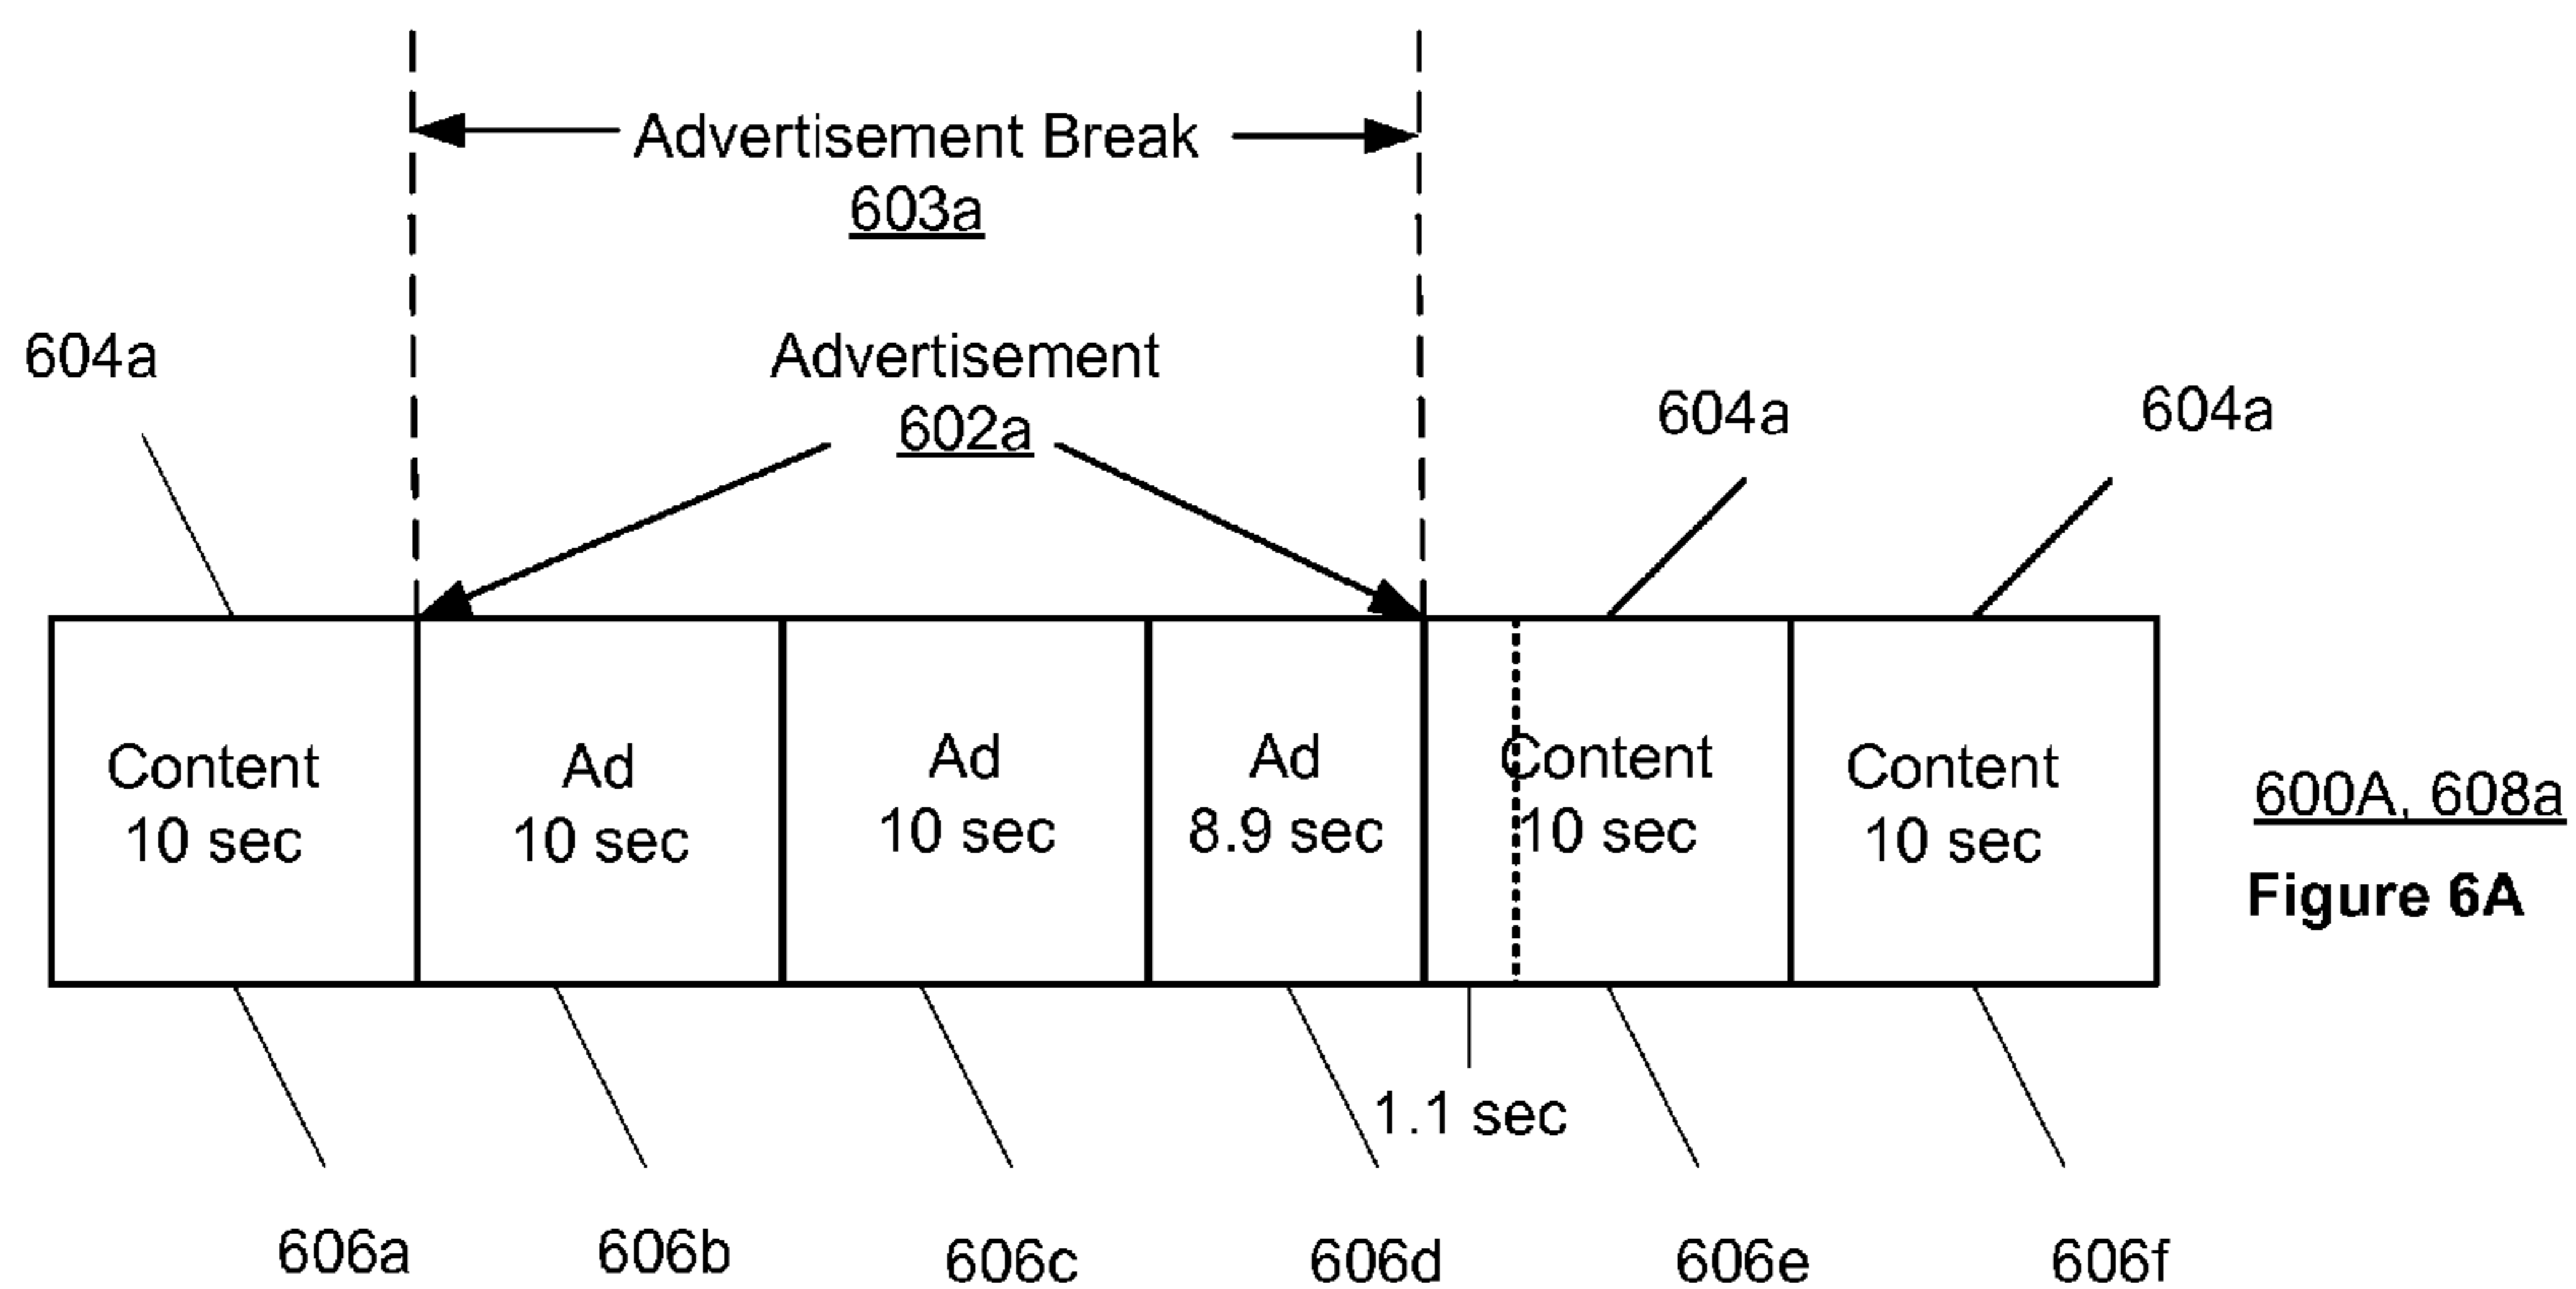 Advertisement Break
603a
604a
Advertisement
602a
604a
604a
Content
10 sec
Ad
10 sec
Ad
10 sec
Ad
8.9 sec
Content
10 sec
Content
10 sec
600A, 608a
Figure 6A
1.1 sec
606a
606b
606c
606d
606e
606f